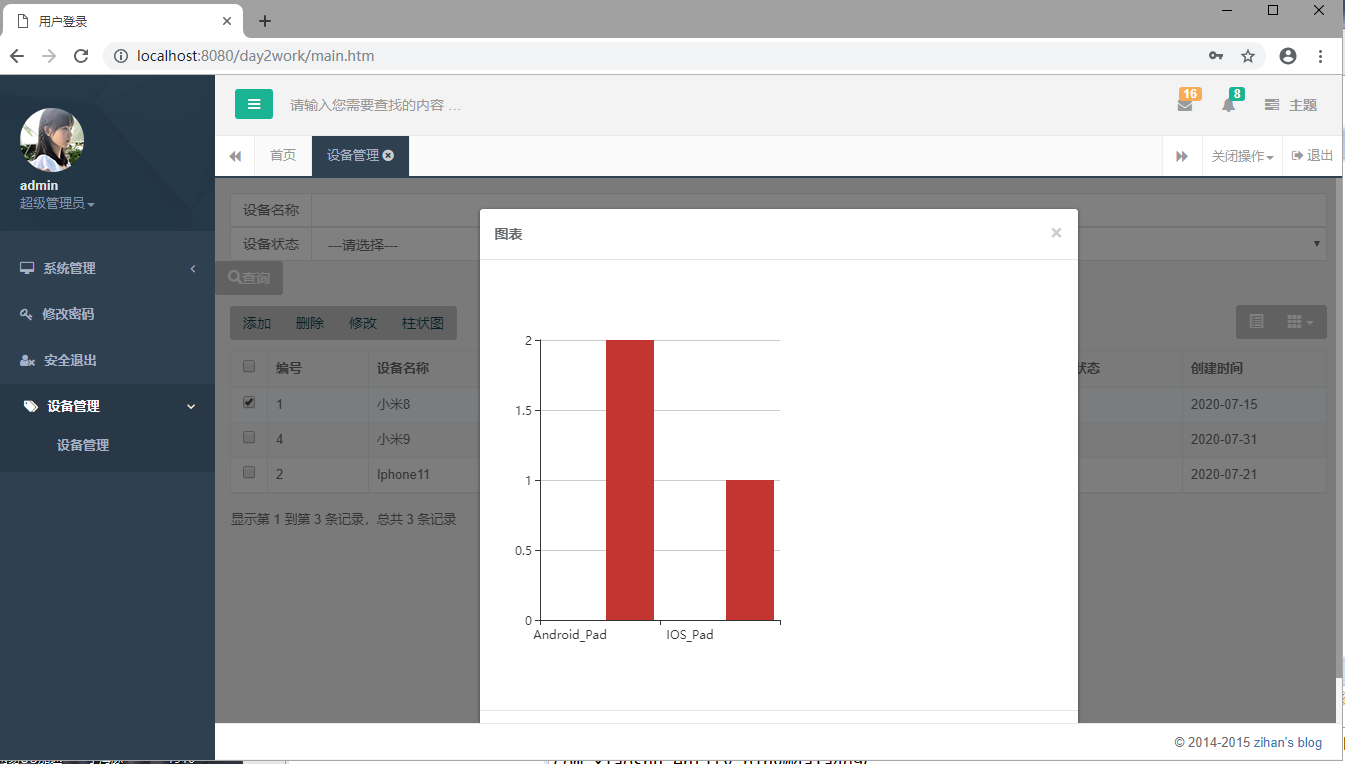 用户登录
localhost:8080/day2work/main.htm
admin
超级管理员
系统管理
修改密码
安全退出
设备管理
设备管理
请输入您需要查找的内容 …
16
8
主题
首页
设备管理
关闭操作
退出
设备名称
设备状态
---请选择---
查询
添加 删除 修改 柱状图
编号 设备名称 状态 创建时间
1 小米8 2020-07-15
4 小米9 2020-07-31
2 Iphone11 2020-07-21
显示第 1 到第 3 条记录，总共 3 条记录
图表
×
2
1.5
1
0.5
0
Android_Pad IOS_Pad
© 2014-2015 zihan's blog